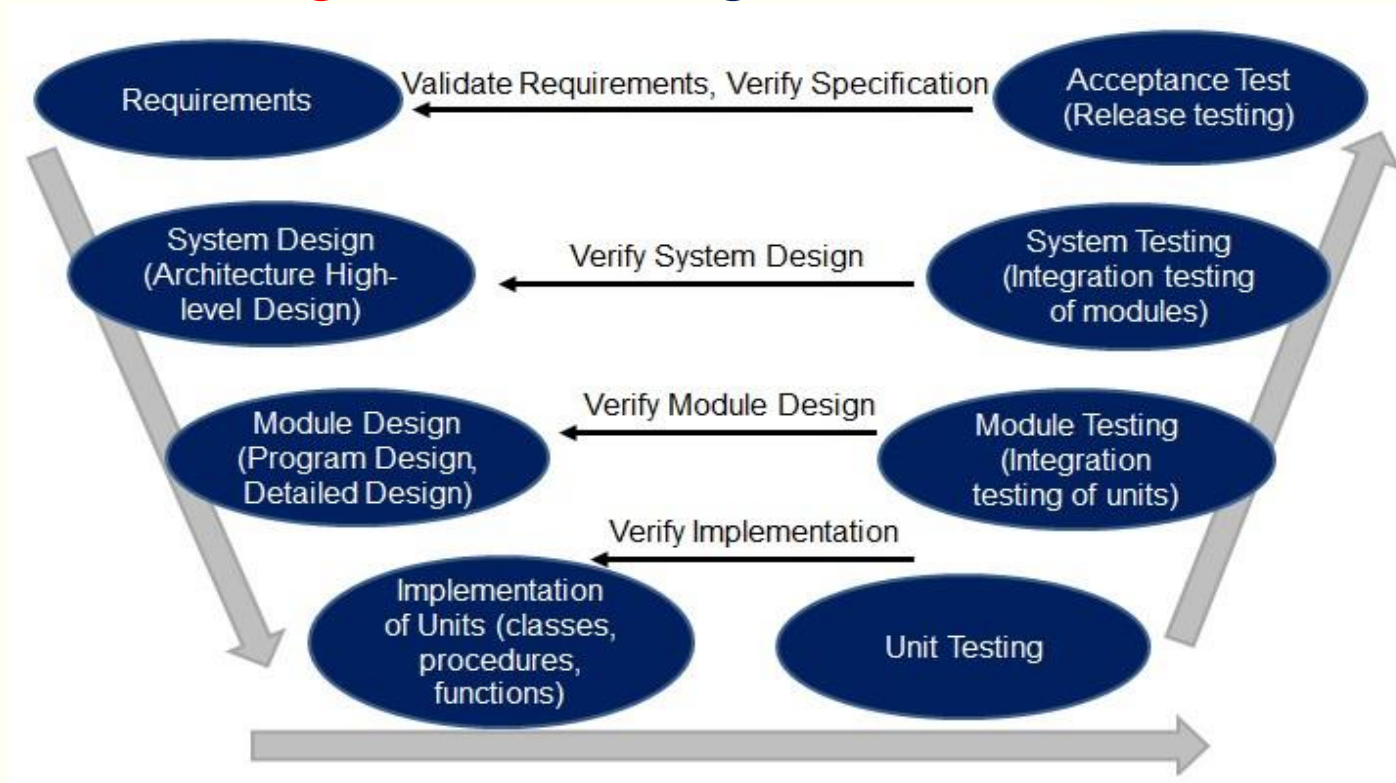 Requirements
Validate Requirements, Verify Specification
Acceptance Test
(Release testing)
System Design
(Architecture High-
level Design)
Verify System Design
System Testing
(Integration testing
of modules)
Module Design
(Program Design,
Detailed Design)
Verify Module Design
Module Testing
(Integration
testing of units)
Verify Implementation
Implementation
of Units (classes,
procedures,
functions)
Unit Testing